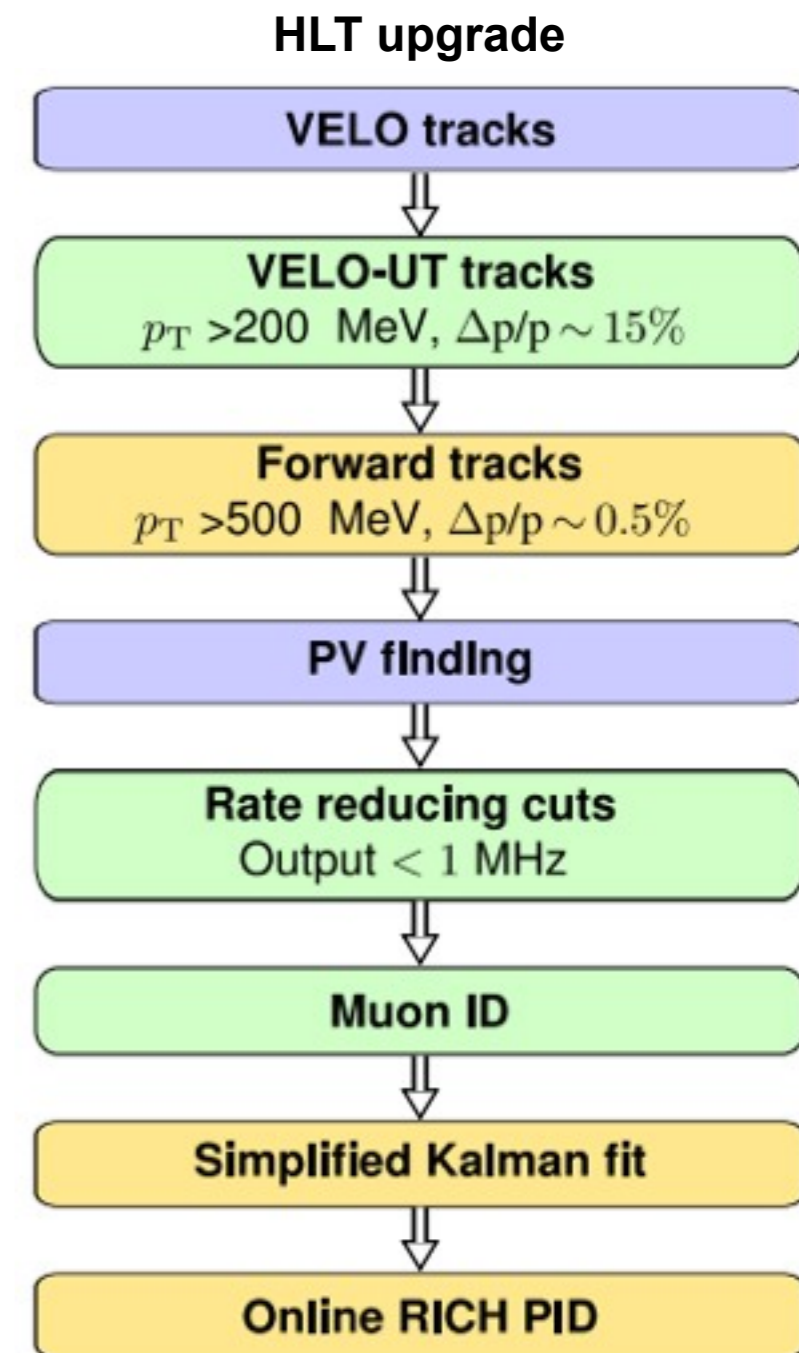 HLT upgrade
VELO tracks
VELO-UT tracks
pT >200 MeV, Δp/p ~ 15%
Forward tracks
pT >500 MeV, Δp/p ~ 0.5%
PV fIndIng
Rate reducing cuts
Output < 1 MHz
Muon ID
Simplified Kalman fit
Online RICH PID